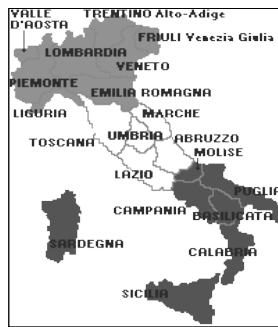 VALLE D'AOSTA
TRENTINO Alto-Adige
FRIULI Venezia Giulia
LOMBARDIA
VENETO
PIEMONTE
EMILIA ROMAGNA
LIGURIA
MARCHE
TOSCANA
UMBRIA
ABRUZZO
MOLISE
LAZIO
PUGLIA
CAMPANIA
BASILICATA
SARDEGNA
CALABRIA
SICILIA